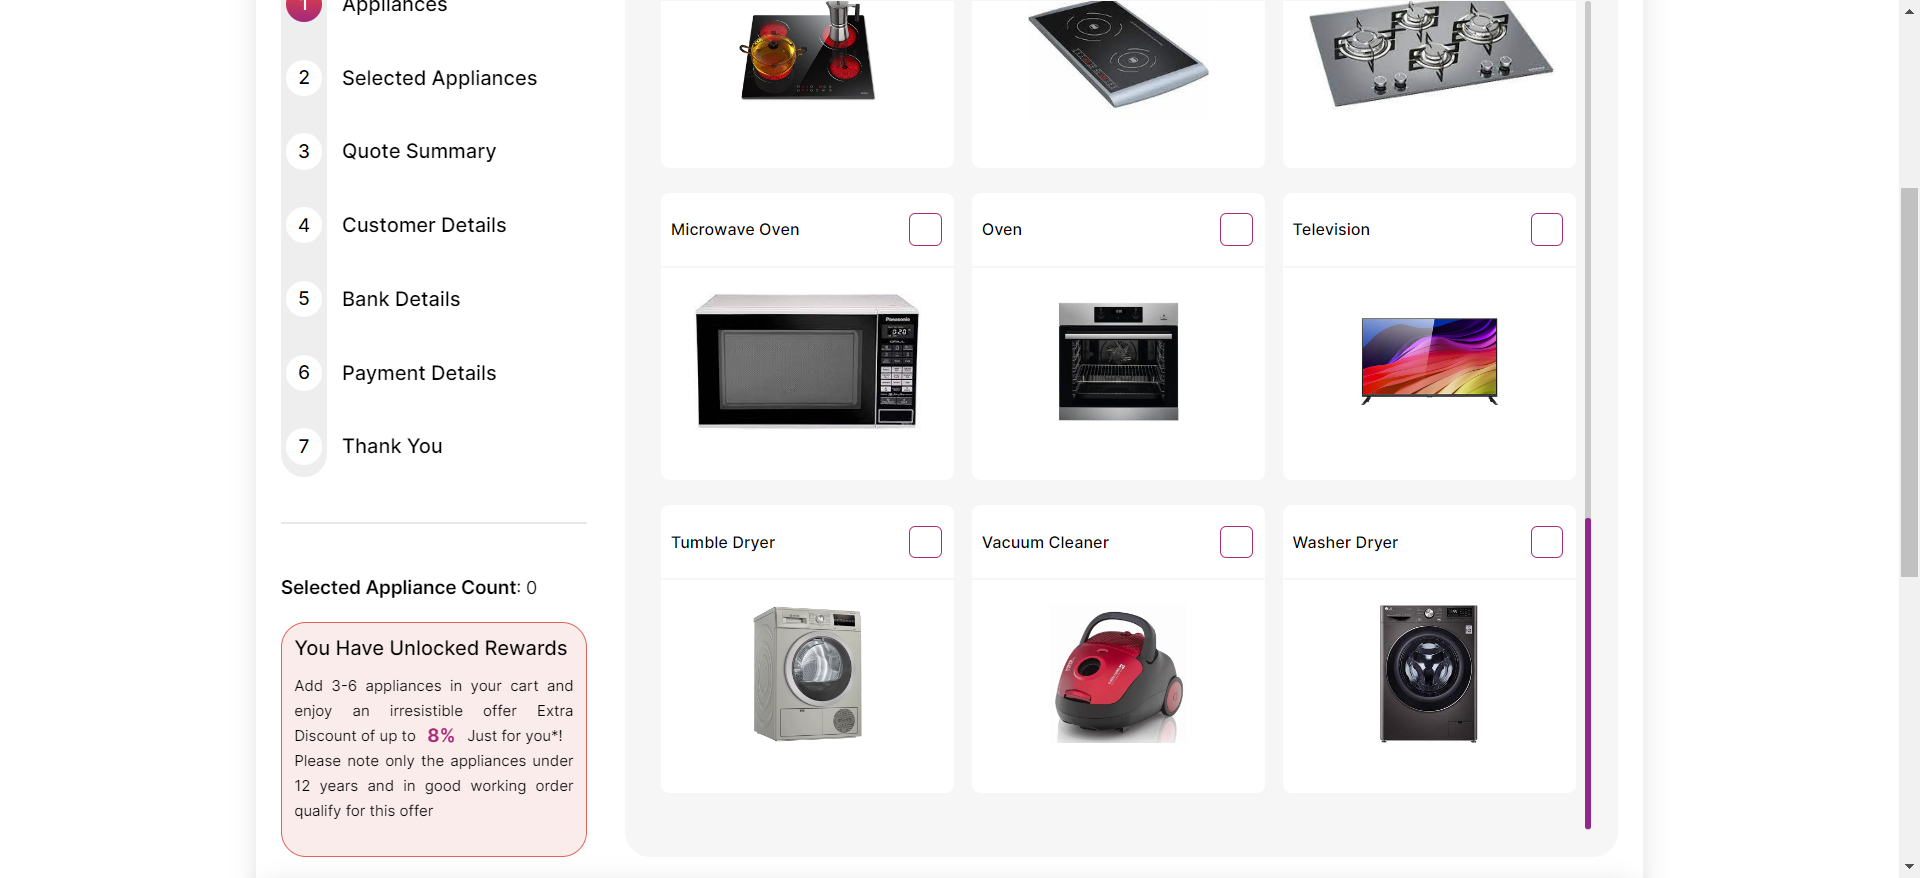 1
Appliances
2
Selected Appliances
3
Quote Summary
4
Customer Details
5
Bank Details
6
Payment Details
7
Thank You
Selected Appliance Count: 0
You Have Unlocked Rewards
Add 3-6 appliances in your cart and
enjoy an irresistible offer Extra
Discount of up to 8% Just for you*!
Please note only the appliances under
12 years and in good working order
qualify for this offer
Microwave Oven
Oven
Television
Panasonic
Tumble Dryer
Vacuum Cleaner
Washer Dryer